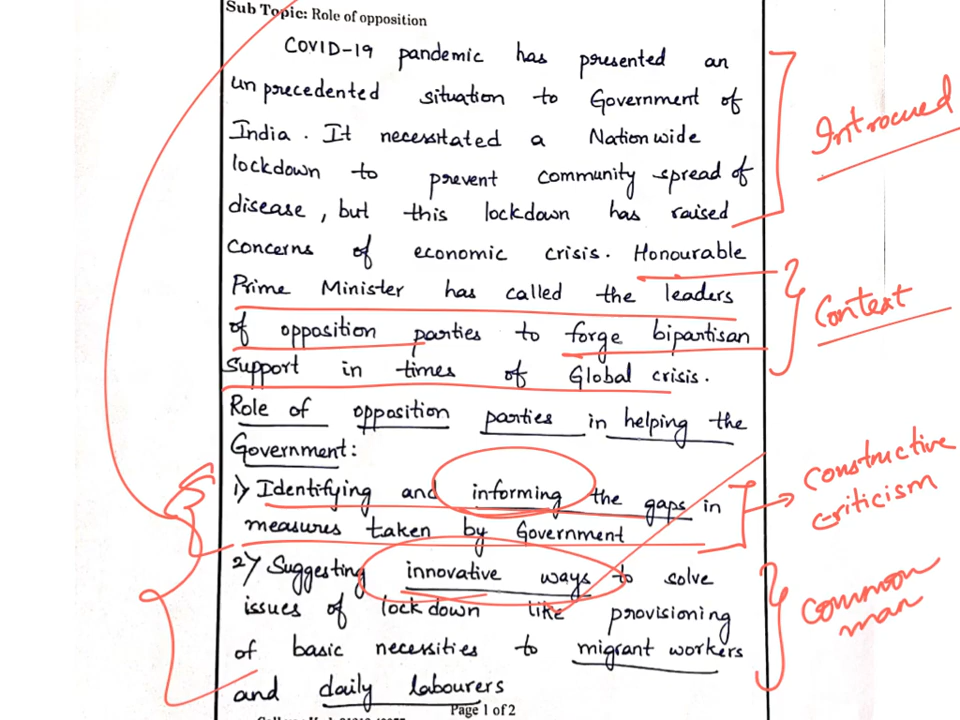 Sub Topic: Role of opposition
COVID-19 pandemic has presented an
unprecedented situation to Government of
India. It necessitated a Nationwide
lockdown to prevent community spread of
disease, but this lockdown has raised
concerns of economic crisis. Honourable
Prime Minister has called the leaders
of opposition parties to forge bipartisan
support in times of Global crisis.
Role of opposition parties in helping the
Government:
1) Identifying and informing the gaps in
measures taken by Government
2) Suggesting innovative ways to solve
issues of lockdown like provisioning
of basic necessities to migrant workers
and daily labourers
Page 1 of 2
Introcued
Context
Constructive
criticism
Common
man